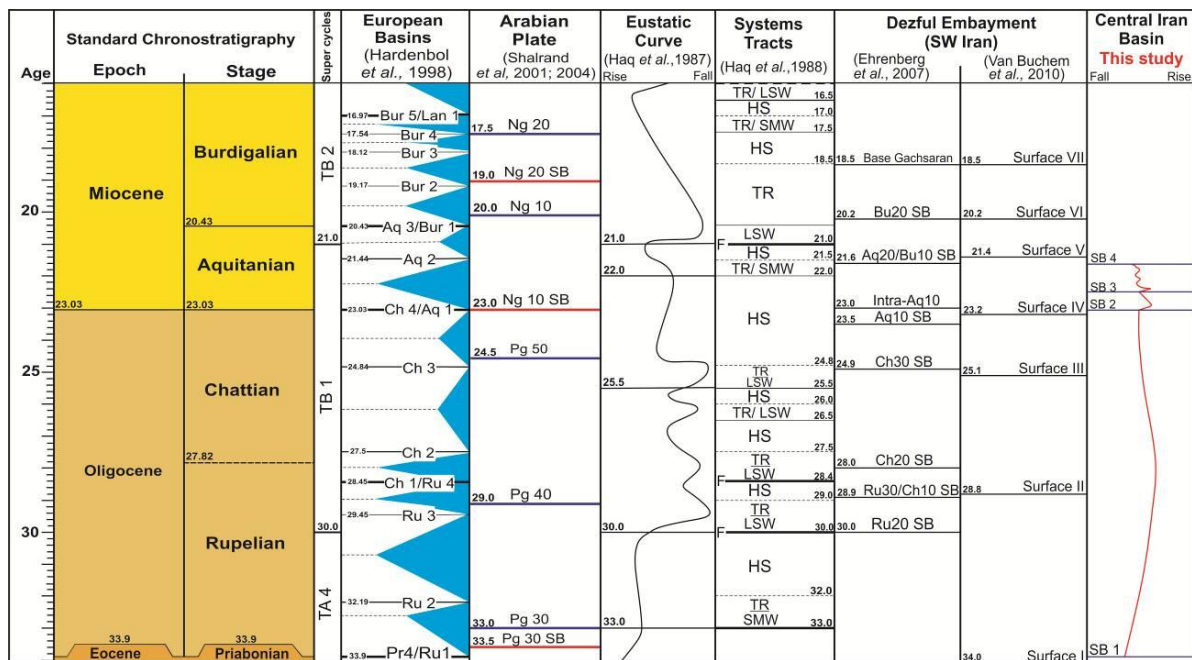 Standard Chronostratigraphy
Age
Epoch
Stage
Super cycles
European
Basins
(Hardenbol
et al., 1998)
Arabian
Plate
(Shalrand
et al, 2001; 2004)
Eustatic
Curve
(Haq et al.,1987)
Rise Fall
Systems
Tracts
(Haq et al.,1988)
Dezful Embayment
(SW Iran)
(Ehrenberg
et al., 2007)
(Van Buchem
et al., 2010)
Central Iran
Basin
This study
Fall Rise
20
25
30
Miocene
23.03
Oligocene
33.9
Eocene
Burdigalian
20.43
Aquitanian
23.03
Chattian
27.82
Rupelian
33.9
Priabonian
TB 2
21.0
TB 1
30.0
TA 4
16.97 Bur 5/Lan 1
17.54 Bur 4
18.12 Bur 3
19.17 Bur 2
20.43 Aq 3/Bur 1
21.44 Aq 2
23.03 Ch 4/Aq 1
24.84 Ch 3
27.5 Ch 2
28.45 Ch 1/Ru 4
29.45 Ru 3
32.19 Ru 2
33.9 Pr4/Ru1
17.5 Ng 20
19.0 Ng 20 SB
20.0 Ng 10
23.0 Ng 10 SB
24.5 Pg 50
29.0 Pg 40
33.0 Pg 30
33.5 Pg 30 SB
21.0
22.0
25.5
30.0
33.0
TR/ LSW 16.5
HS 17.0
TR/ SMW 17.5
HS
18.5
TR
LSW
F 21.0
HS 21.5
TR/ SMW 22.0
HS
24.8
TR
LSW 25.5
HS 26.0
TR/ LSW 26.5
HS
27.5
TR
LSW
F 28.4
HS 29.0
TR
LSW
F 30.0
HS
32.0
TR
SMW 33.0
18.5 Base Gachsaran
20.2 Bu20 SB
21.6 Aq20/Bu10 SB
23.0 Intra-Aq10
23.5 Aq10 SB
24.9 Ch30 SB
28.0 Ch20 SB
28.9 Ru30/Ch10 SB
30.0 Ru20 SB
18.5 Surface VII
20.2 Surface VI
21.4 Surface V
23.2 Surface IV
25.1 Surface III
28.8 Surface II
34.0 Surface I
SB 4
SB 3
SB 2
SB 1